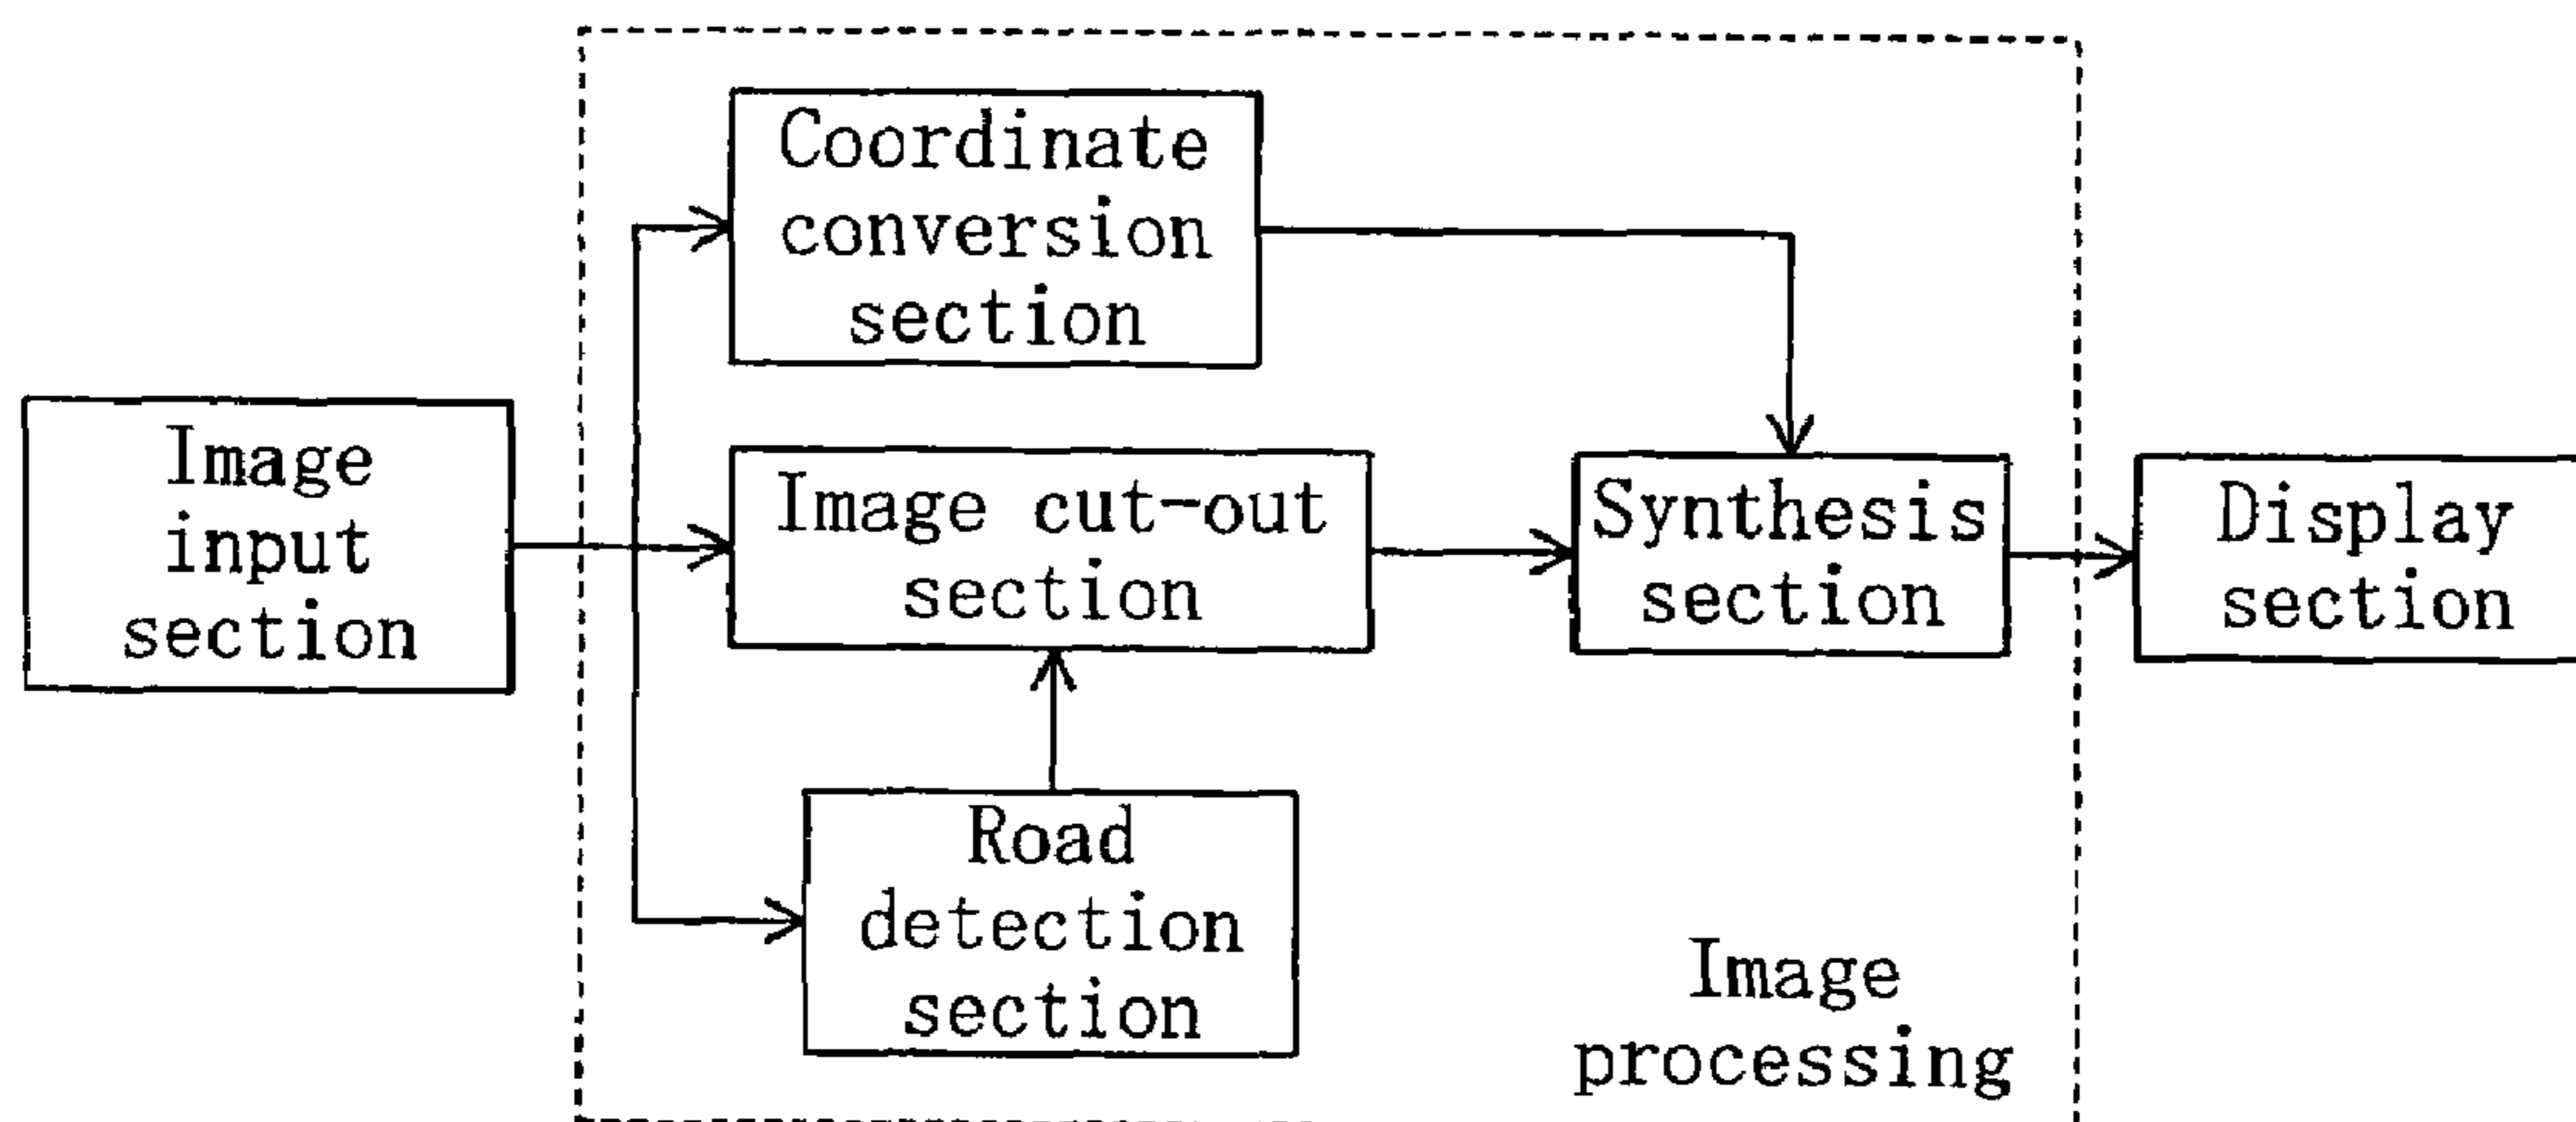 Coordinate
conversion
section
Image
input
section
Image cut-out
section
Synthesis
section
Display
section
Road
detection
section
Image
processing